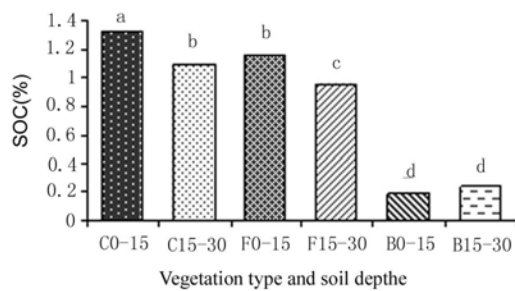 1.4
1.2
1
0.8
0.6
0.4
0.2
0
SOC(%)
a
b
b
c
d
d
C0-15 C15-30 F0-15 F15-30 B0-15 B15-30
Vegetation type and soil depthe